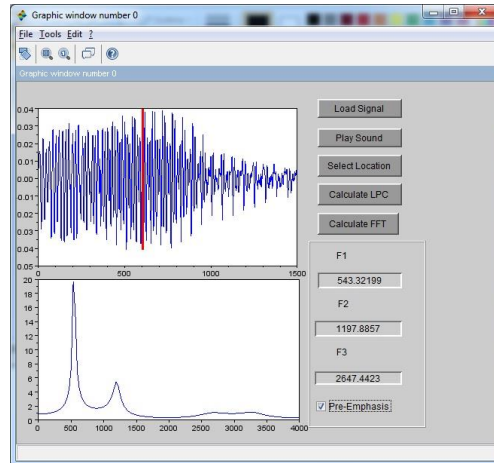 Graphic window number 0
File Tools Edit ?
Graphic window number 0
0.04
0.03
0.02
0.01
0.00
0.01
0.02
0.03
0.04
0.05
0 500 1000 1500
20
18
16
14
12
10
8
6
4
2
0
0 500 1000 1500 2000 2500 3000 3500 4000
Load Signal
Play Sound
Select Location
Calculate LPC
Calculate FFT
F1
543.32199
F2
1197.8857
F3
2647.4423
Pre-Emphasis